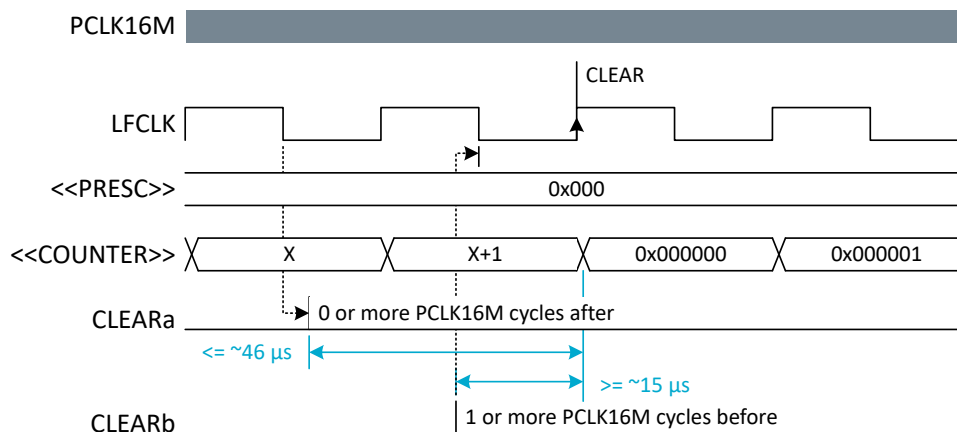 PCLK16M
CLEAR
LFCLK
<<PRESC>>
0x000
<<COUNTER>>
X
X+1
0x000000
0x000001
CLEARa
0 or more PCLK16M cycles after
<= ~46 µs
>= ~15 µs
CLEARb
1 or more PCLK16M cycles before